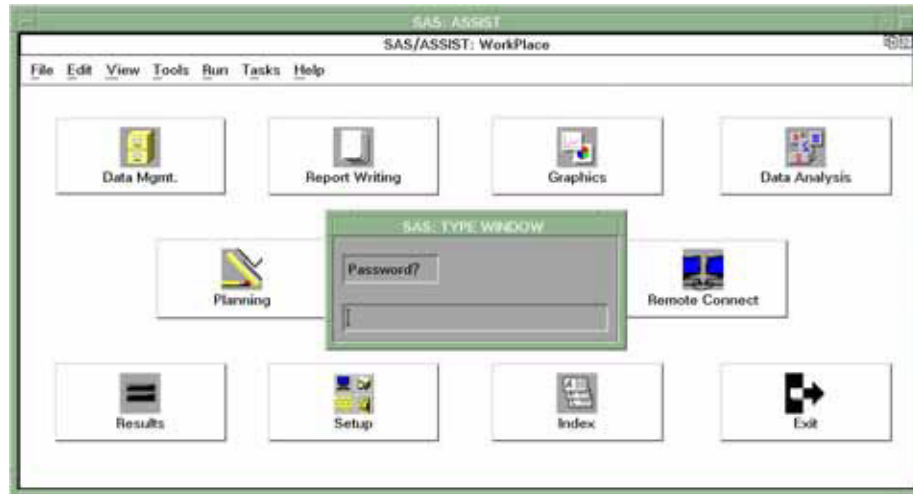 SAS: ASSIST
SAS/ASSIST: WorkPlace
File Edit View Tools Run Tasks Help
Data Mgmt. Report Writing Graphics Data Analysis
SAS: TYPE WINDOW
Password?
Planning Remote Connect
Results Setup Index Exit